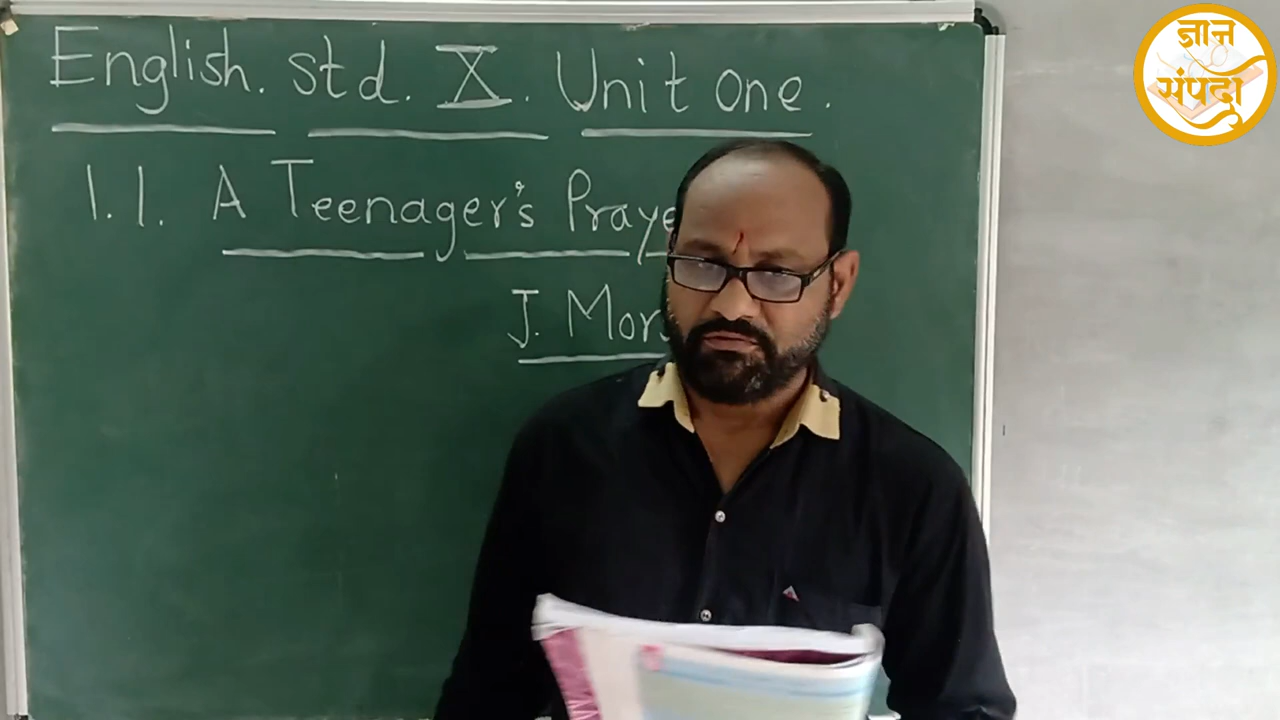 ज्ञान
संपदा
English. Std. X. Unit One.
1.1. A Teenager's Praye
J. Mor